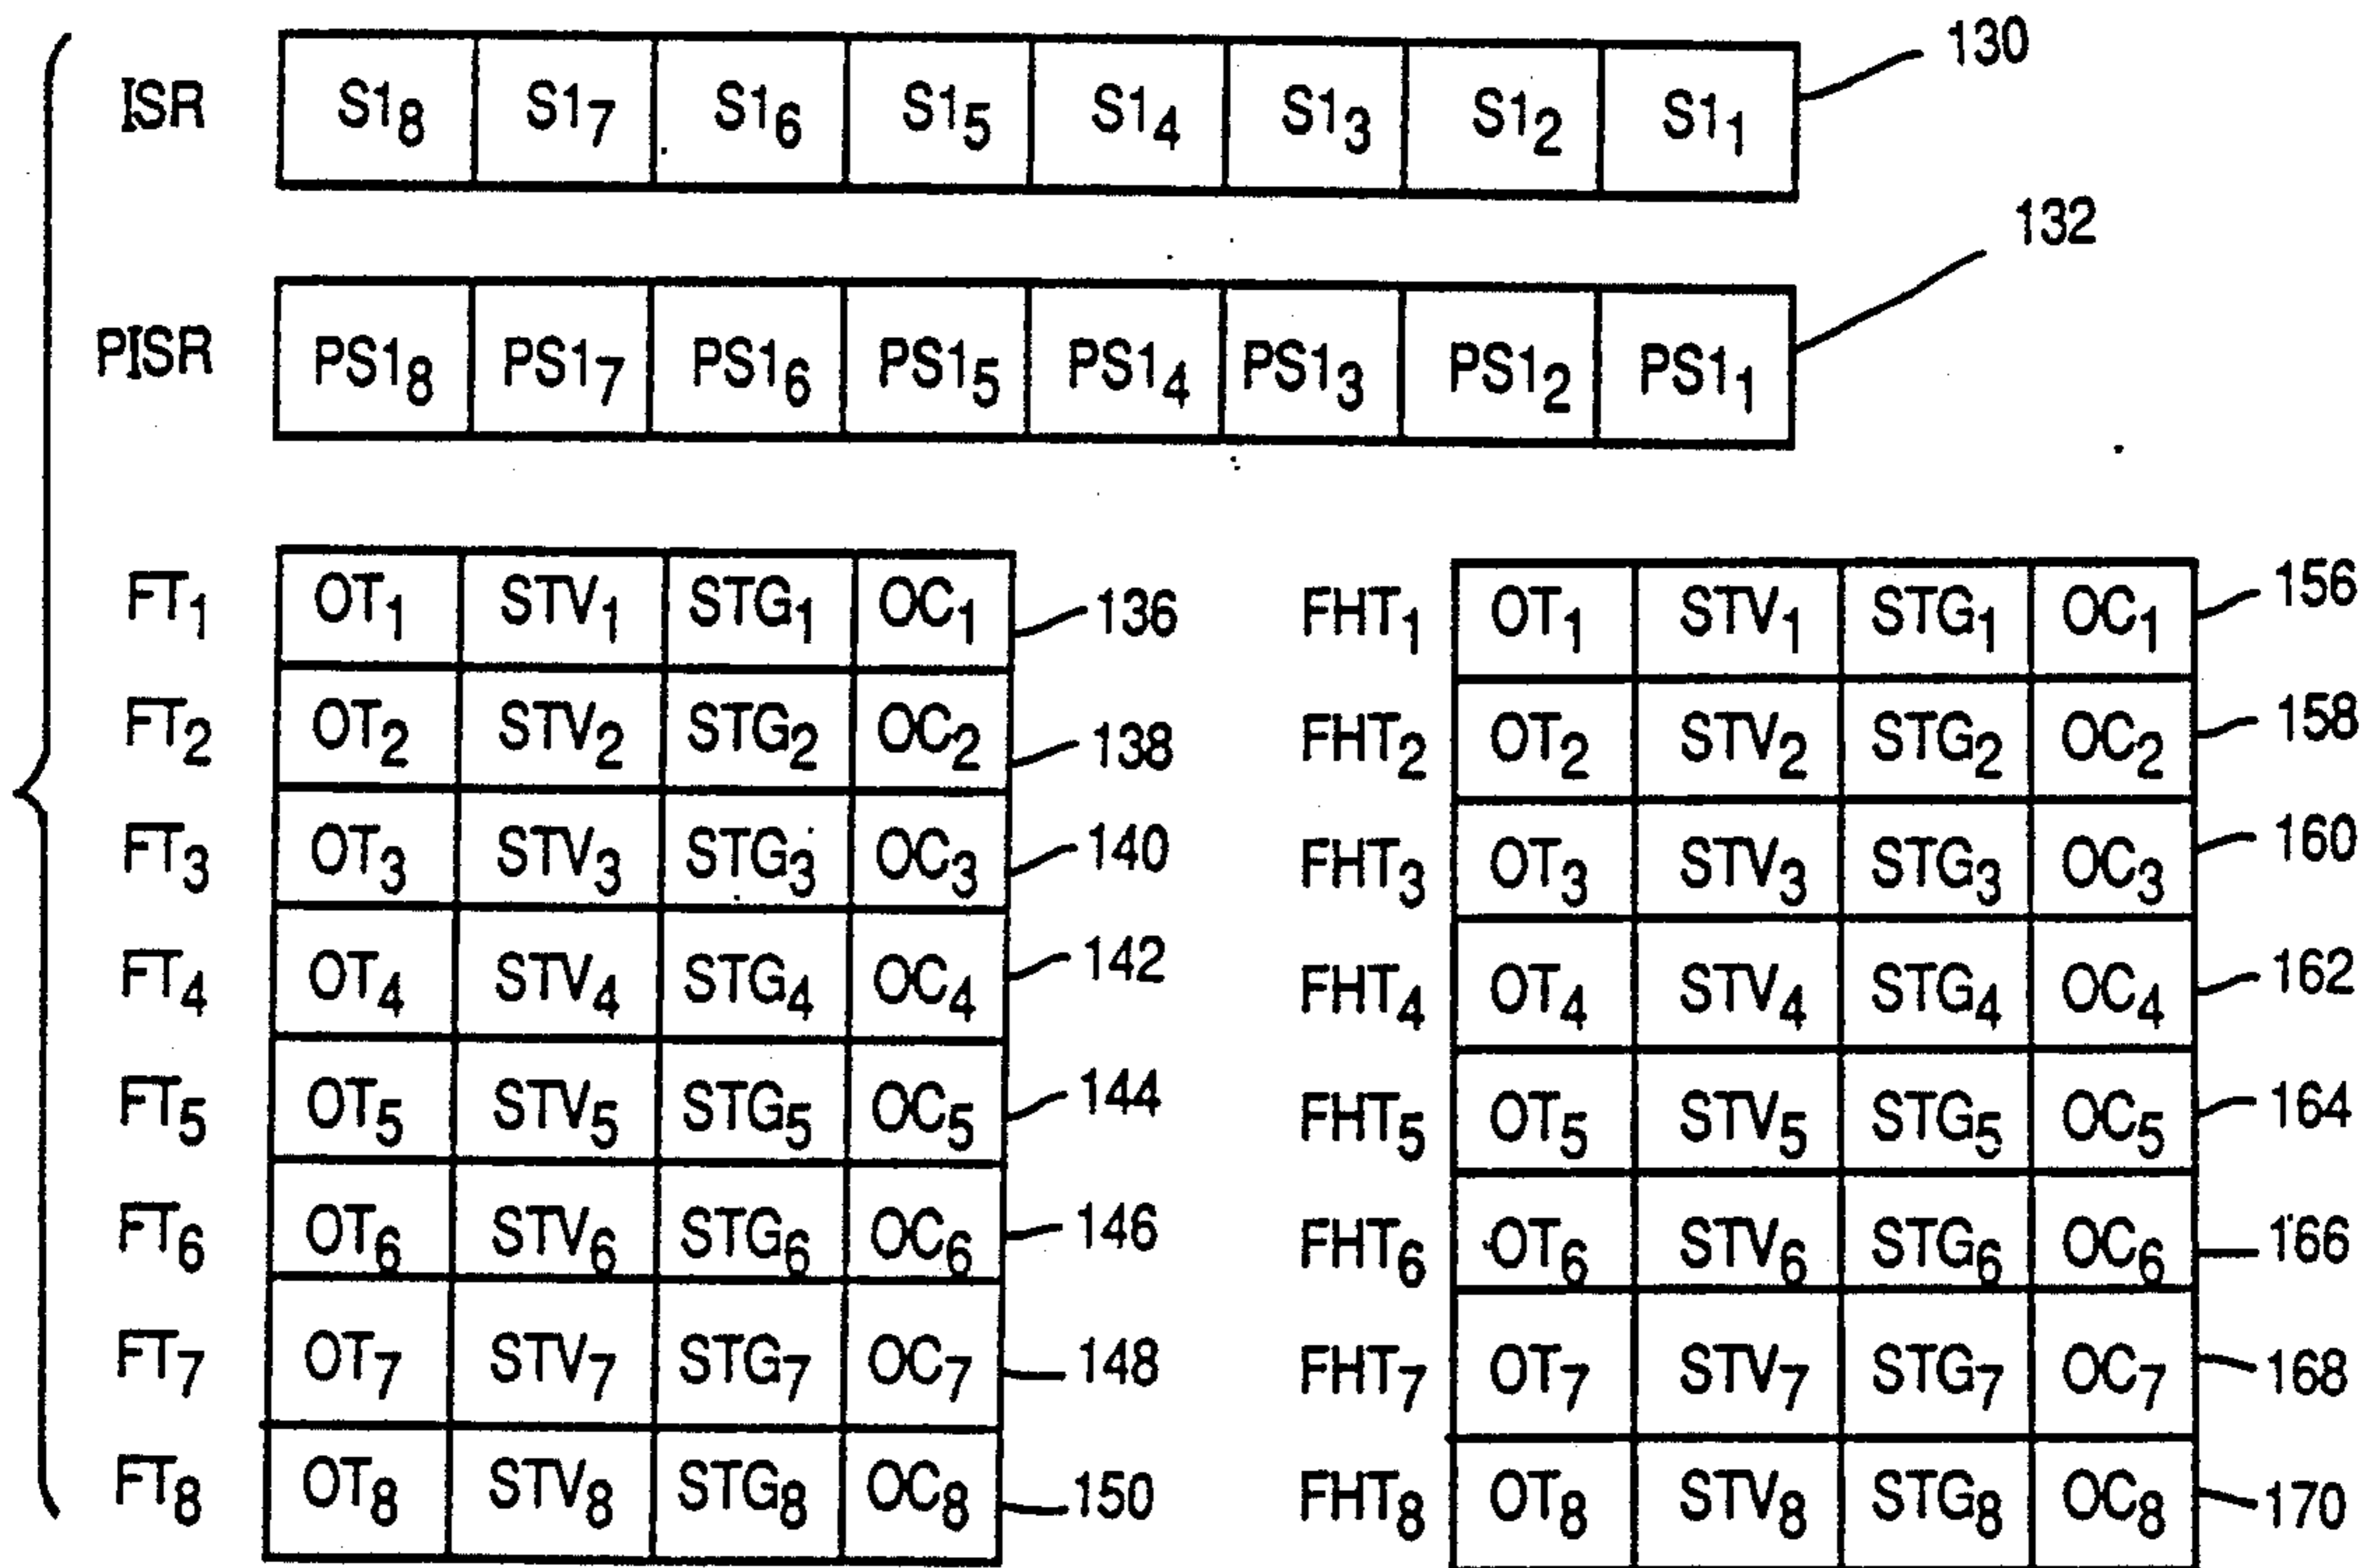 ISR S1₈ S1₇ S1₆ S1₅ S1₄ S1₃ S1₂ S1₁ 130
PISR PS1₈ PS1₇ PS1₆ PS1₅ PS1₄ PS1₃ PS1₂ PS1₁ 132
FT₁ OT₁ STV₁ STG₁ OC₁ 136 FHT₁ OT₁ STV₁ STG₁ OC₁ 156
FT₂ OT₂ STV₂ STG₂ OC₂ 138 FHT₂ OT₂ STV₂ STG₂ OC₂ 158
FT₃ OT₃ STV₃ STG₃ OC₃ 140 FHT₃ OT₃ STV₃ STG₃ OC₃ 160
FT₄ OT₄ STV₄ STG₄ OC₄ 142 FHT₄ OT₄ STV₄ STG₄ OC₄ 162
FT₅ OT₅ STV₅ STG₅ OC₅ 144 FHT₅ OT₅ STV₅ STG₅ OC₅ 164
FT₆ OT₆ STV₆ STG₆ OC₆ 146 FHT₆ OT₆ STV₆ STG₆ OC₆ 166
FT₇ OT₇ STV₇ STG₇ OC₇ 148 FHT₇ OT₇ STV₇ STG₇ OC₇ 168
FT₈ OT₈ STV₈ STG₈ OC₈ 150 FHT₈ OT₈ STV₈ STG₈ OC₈ 170